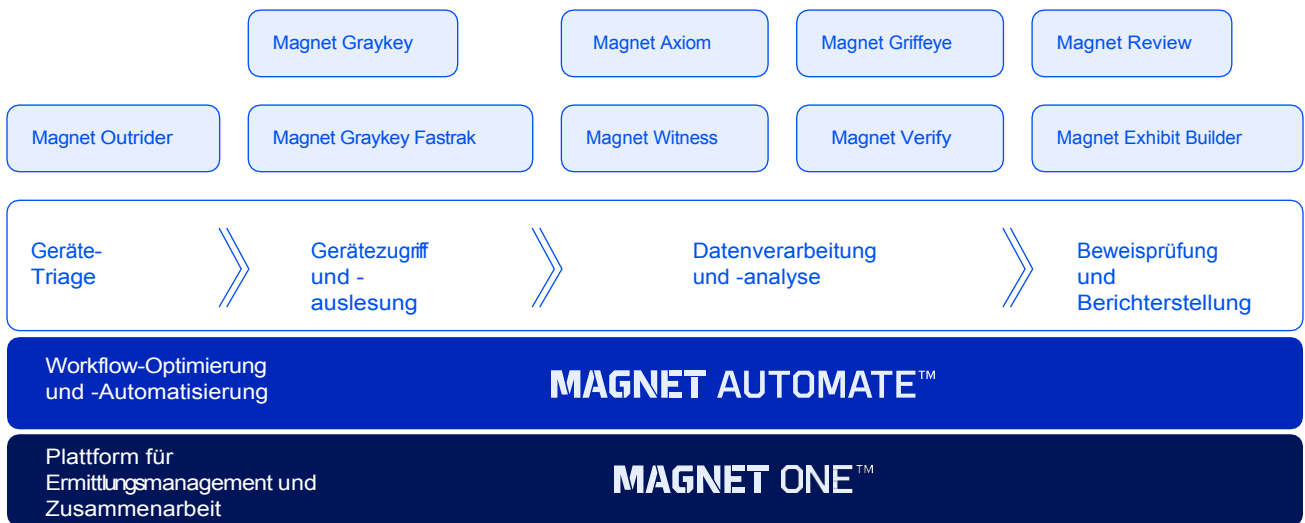 Magnet Graykey
Magnet Axiom
Magnet Griffeye
Magnet Review
Magnet Outrider
Magnet Graykey Fastrak
Magnet Witness
Magnet Verify
Magnet Exhibit Builder
Geräte-
Triage
Gerätezugriff
und -
auslesung
Datenverarbeitung
und -analyse
Beweisprüfung
und
Berichterstellung
Workflow-Optimierung
und -Automatisierung
MAGNET AUTOMATE™
Plattform für
Ermittlungsmanagement und
Zusammenarbeit
MAGNET ONE™